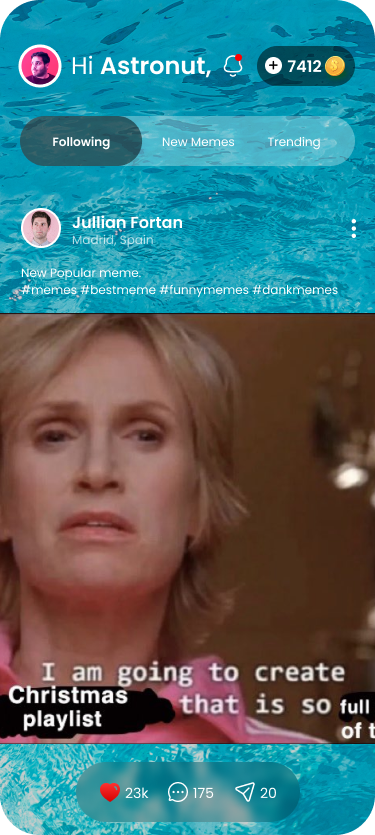 Hi Astronut,
7412
Following
New Memes
Trending
Jullian Fortan
Madrid, Spain
New Popular meme.
#memes #bestmeme #funnymemes #dankmemes
I am going to create
Christmas playlist that is so full
of t
23k
175
20